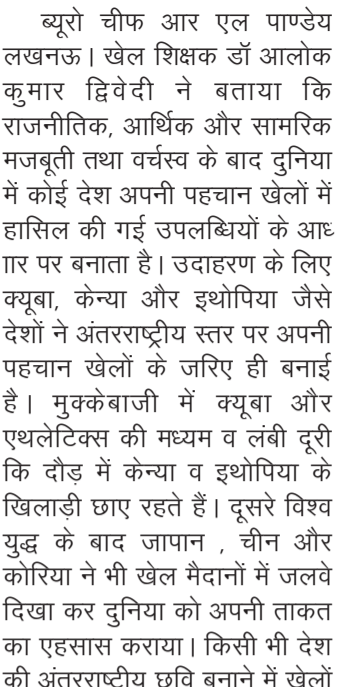 ब्यूरो चीफ आर एल पाण्डेय
लखनऊ। खेल शिक्षक डॉ आलोक
कुमार द्विवेदी ने बताया कि
राजनीतिक, आर्थिक और सामरिक
मजबूती तथा वर्चस्व के बाद दुनिया
में कोई देश अपनी पहचान खेलों में
हासिल की गई उपलब्धियों के आध
ार पर बनाता है। उदाहरण के लिए
क्यूबा, केन्या और इथोपिया जैसे
देशों ने अंतरराष्ट्रीय स्तर पर अपनी
पहचान खेलों के जरिए ही बनाई
है। मुक्केबाजी में क्यूबा और
एथलेटिक्स की मध्यम व लंबी दूरी
कि दौड़ में केन्या व इथोपिया के
खिलाड़ी छाए रहते हैं। दूसरे विश्व
युद्ध के बाद जापान , चीन और
कोरिया ने भी खेल मैदानों में जलवे
दिखा कर दुनिया को अपनी ताकत
का एहसास कराया। किसी भी देश
की अंतरराष्ट्रीय छवि बनाने में खेलों